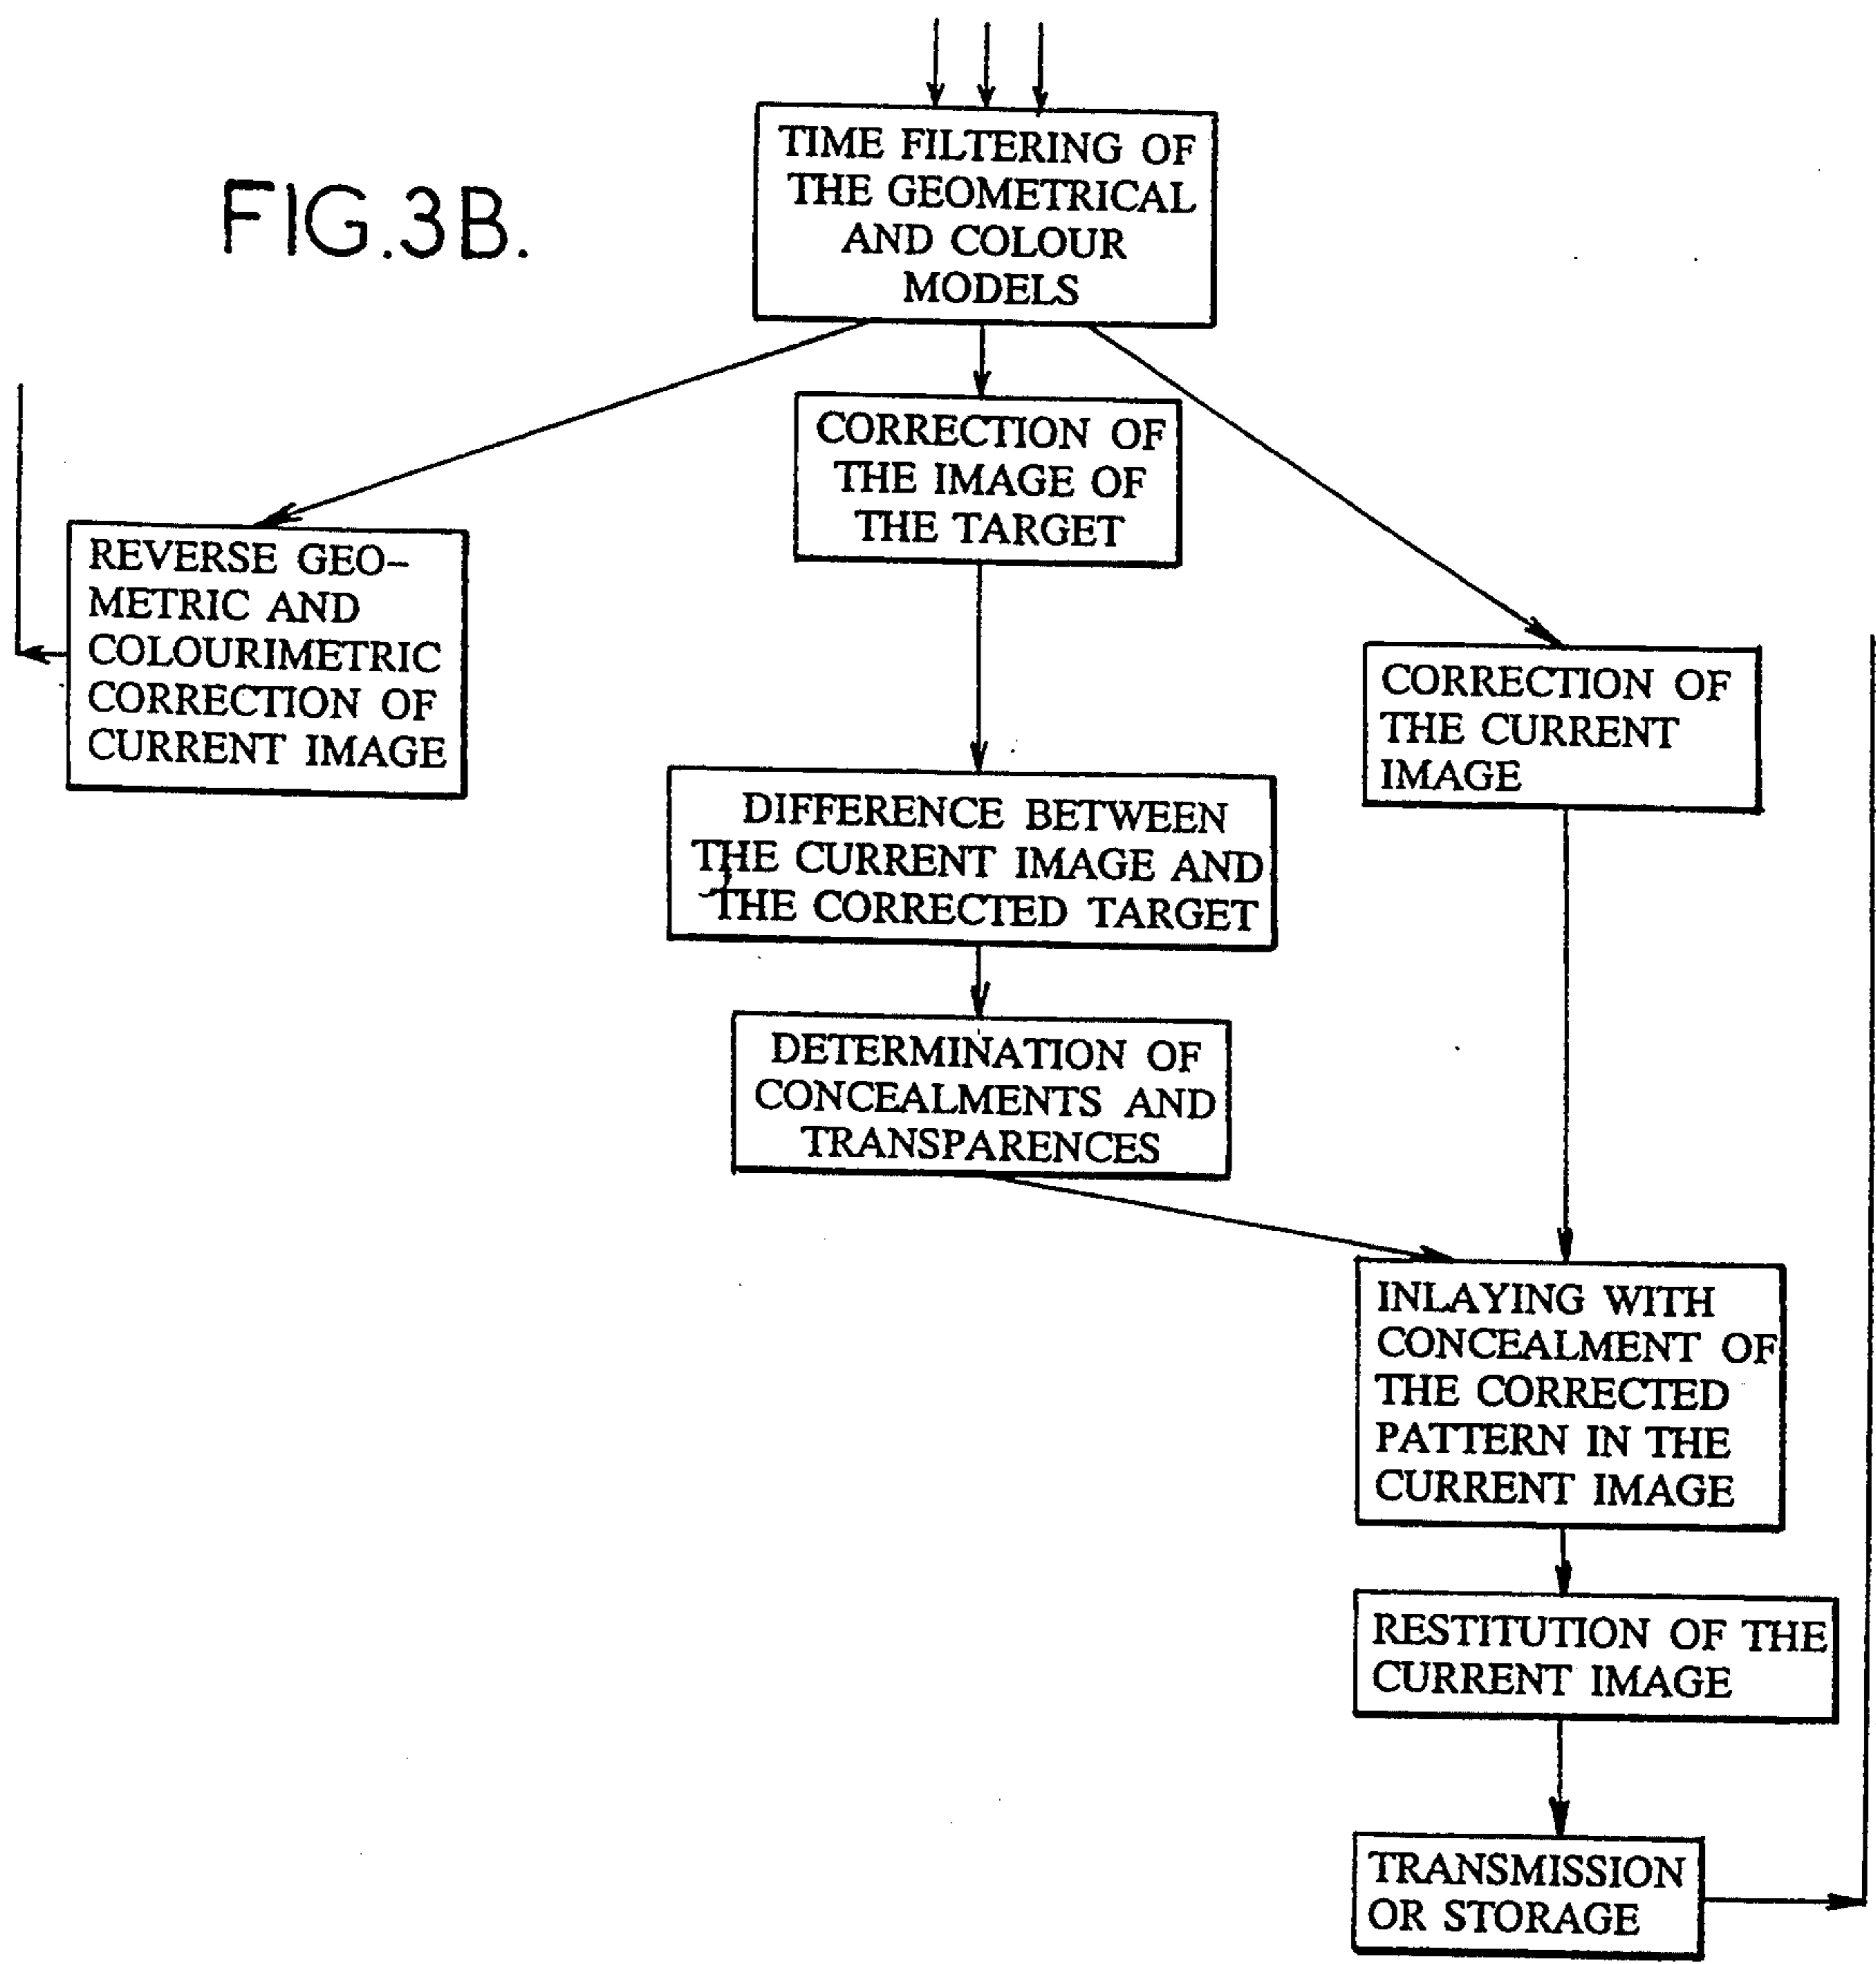 FIG.3B.
TIME FILTERING OF
THE GEOMETRICAL
AND COLOUR
MODELS
CORRECTION OF
THE IMAGE OF
THE TARGET
REVERSE GEO-
METRIC AND
COLOURIMETRIC
CORRECTION OF
CURRENT IMAGE
CORRECTION OF
THE CURRENT
IMAGE
DIFFERENCE BETWEEN
THE CURRENT IMAGE AND
THE CORRECTED TARGET
DETERMINATION OF
CONCEALMENTS AND
TRANSPARENCES
INLAYING WITH
CONCEALMENT OF
THE CORRECTED
PATTERN IN THE
CURRENT IMAGE
RESTITUTION OF THE
CURRENT IMAGE
TRANSMISSION
OR STORAGE